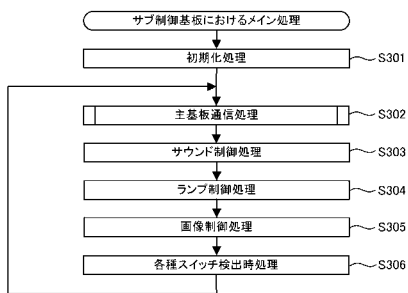 サブ制御基板におけるメイン処理
初期化処理 S301
主基板通信処理 S302
サウンド制御処理 S303
ランプ制御処理 S304
画像制御処理 S305
各種スイッチ検出時処理 S306